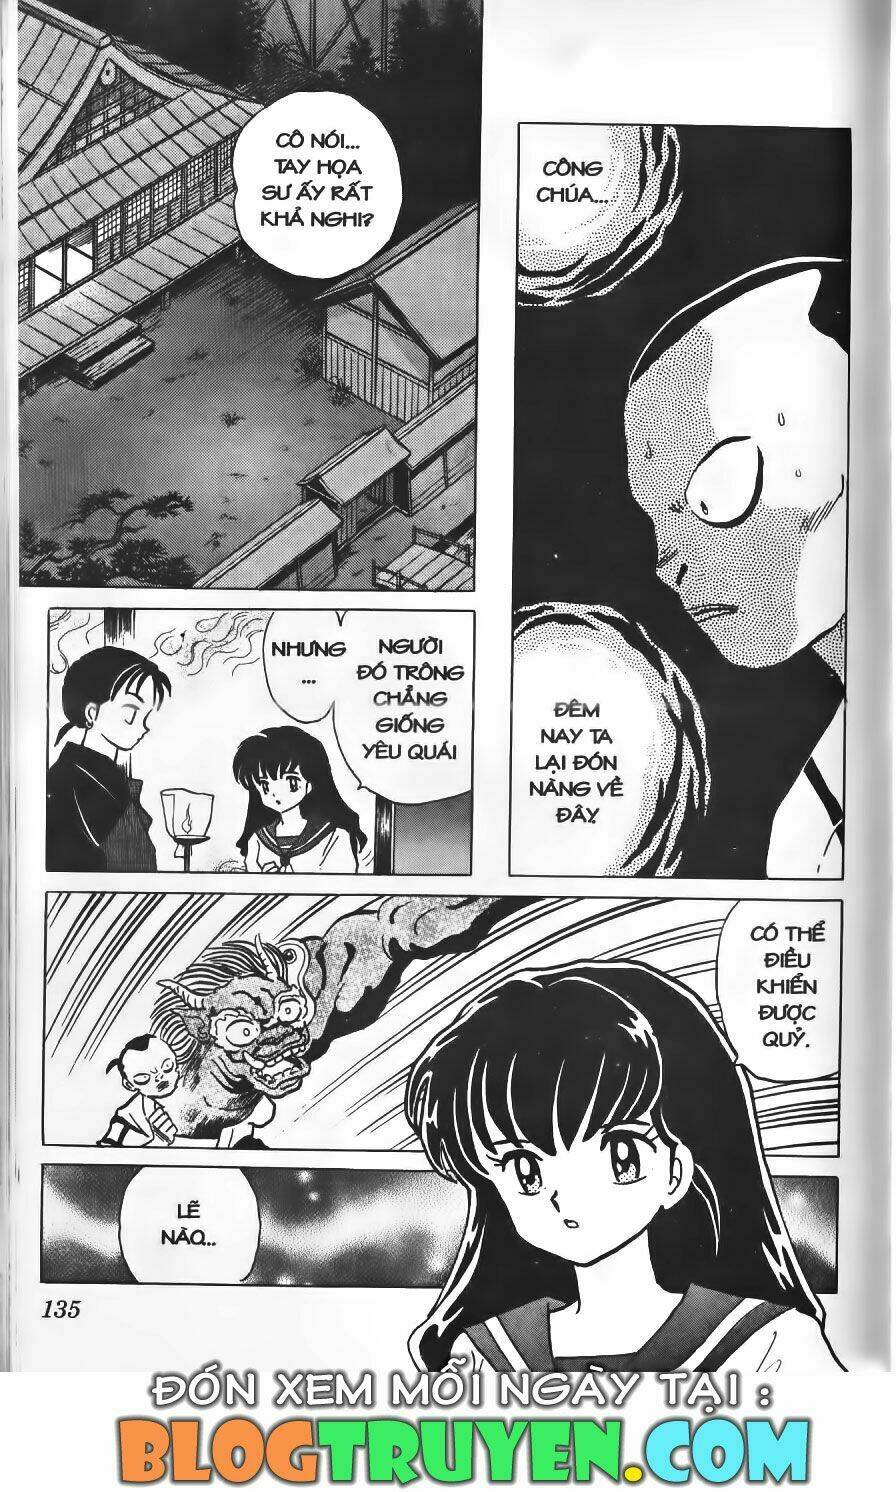 CÔNG
CHÚA...
ĐÊM
NAY TA
LẠI ĐÓN
NÀNG VỀ
ĐÂY.
CÔ NÓI...
TAY HỌA
SƯ ẤY RẤT
KHẢ NGHI?
NGƯỜI
ĐÓ TRÔNG
CHẲNG
GIỐNG
YÊU QUÁI
NHƯNG
...
CÓ THỂ
ĐIỀU
KHIỂN
ĐƯỢC
QUỶ.
LẼ
NÀO...
135
ĐÓN XEM MỖI NGÀY TẠI :
BLOGTRUYEN.COM